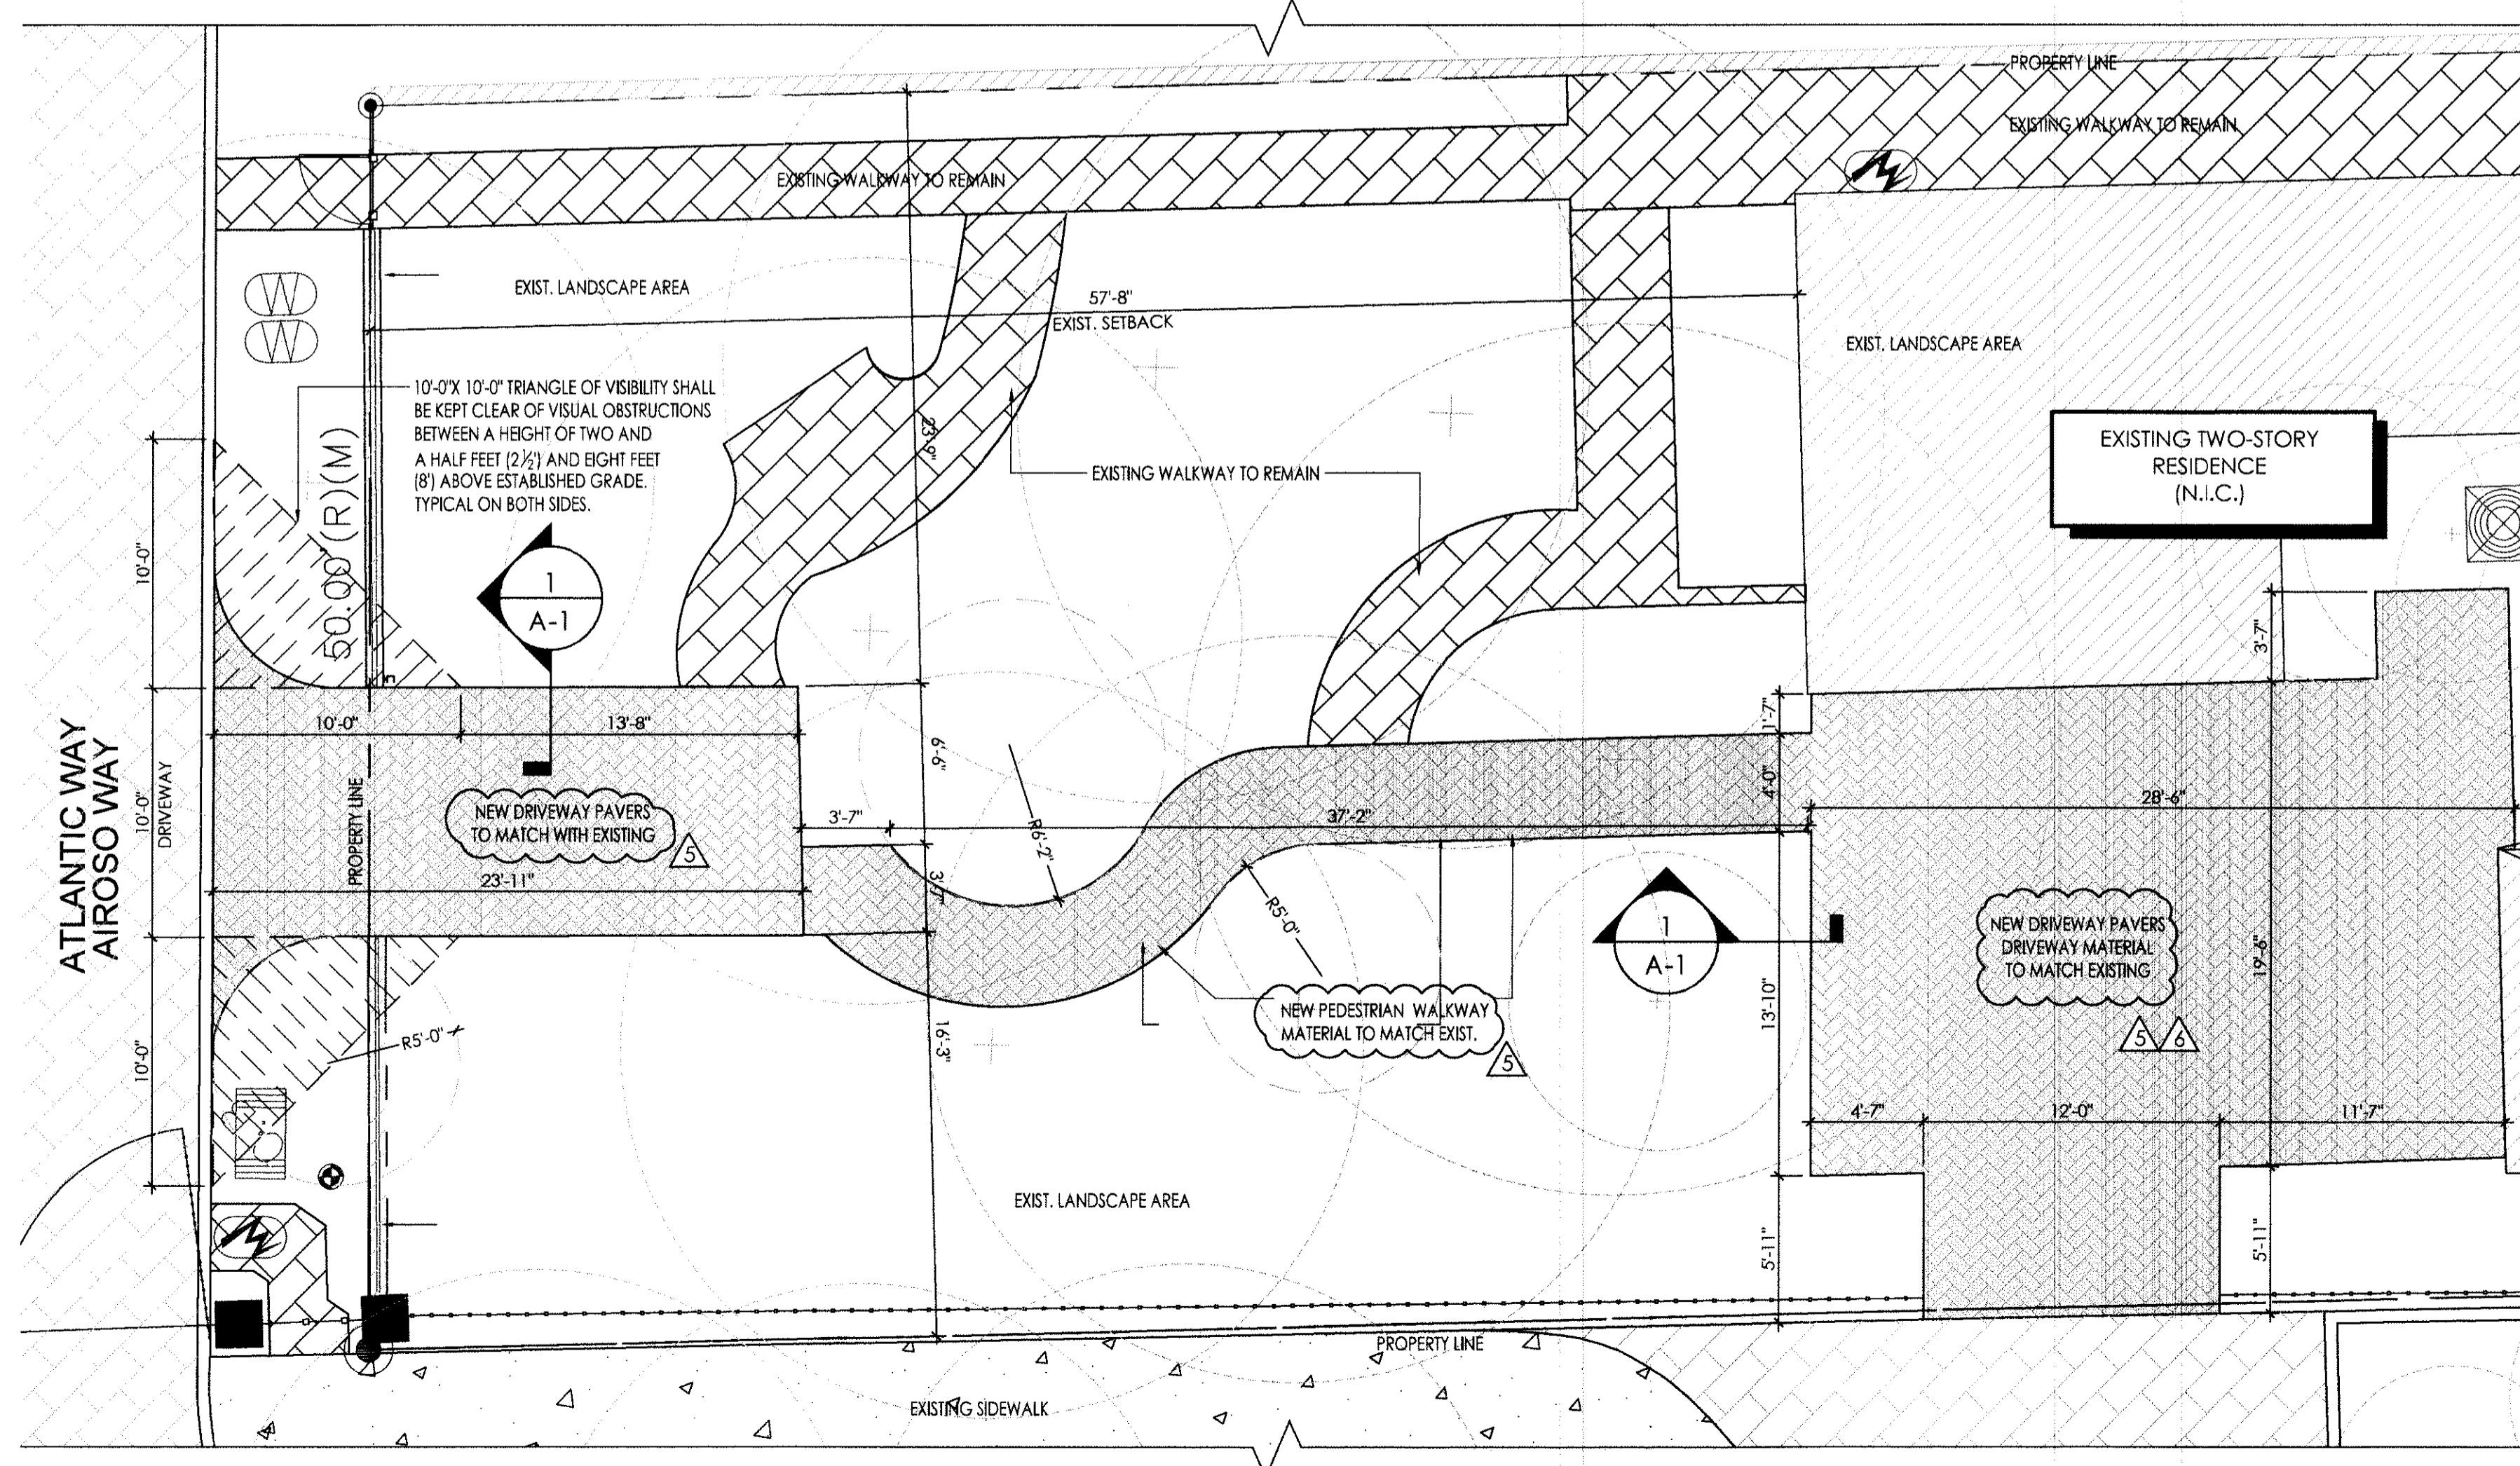 PROPERTY LINE
EXISTING WALKWAY TO REMAIN
EXISTING WALKWAY TO REMAIN
EXIST. LANDSCAPE AREA
57'-8"
EXIST. SETBACK
EXIST. LANDSCAPE AREA
10'-0"X 10'-0" TRIANGLE OF VISIBILITY SHALL
BE KEPT CLEAR OF VISUAL OBSTRUCTIONS
BETWEEN A HEIGHT OF TWO AND
A HALF FEET (2½') AND EIGHT FEET
(8') ABOVE ESTABLISHED GRADE.
TYPICAL ON BOTH SIDES.
W
W
50.00' (R)(M)
23'-9"
EXISTING WALKWAY TO REMAIN
EXISTING TWO-STORY
RESIDENCE
(N.I.C.)
10'-0"
1
A-1
3'-7"
ATLANTIC WAY
AIROSO WAY
10'-0"
DRIVEWAY
10'-0"
13'-8"
PROPERTY LINE
NEW DRIVEWAY PAVERS
TO MATCH WITH EXISTING
5
23'-11"
6'-6"
3'-7"
R6'-2"
37'-2"
1'-7"
4'-0"
28'-6"
3'-7"
R5'-0"
1
A-1
NEW DRIVEWAY PAVERS
DRIVEWAY MATERIAL
TO MATCH EXISTING
5
6
19'-6"
NEW PEDESTRIAN WALKWAY
MATERIAL TO MATCH EXIST.
5
13'-10"
16'-3"
R5'-0"
10'-0"
4'-7"
12'-0"
11'-7"
EXIST. LANDSCAPE AREA
5'-11"
5'-11"
PROPERTY LINE
EXISTING SIDEWALK